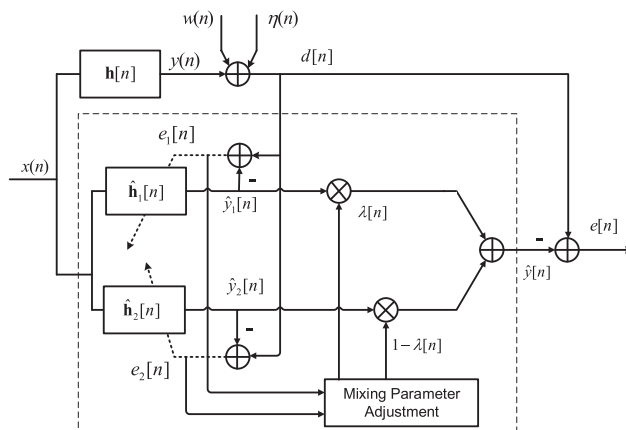 w(n) η(n)
h[n] y(n) d[n]
e₁[n]
x(n)
ĥ₁[n]
ŷ₁[n] λ[n] e[n]
ŷ[n]
ŷ₂[n]
ĥ₂[n]
1−λ[n]
e₂[n]
Mixing Parameter
Adjustment